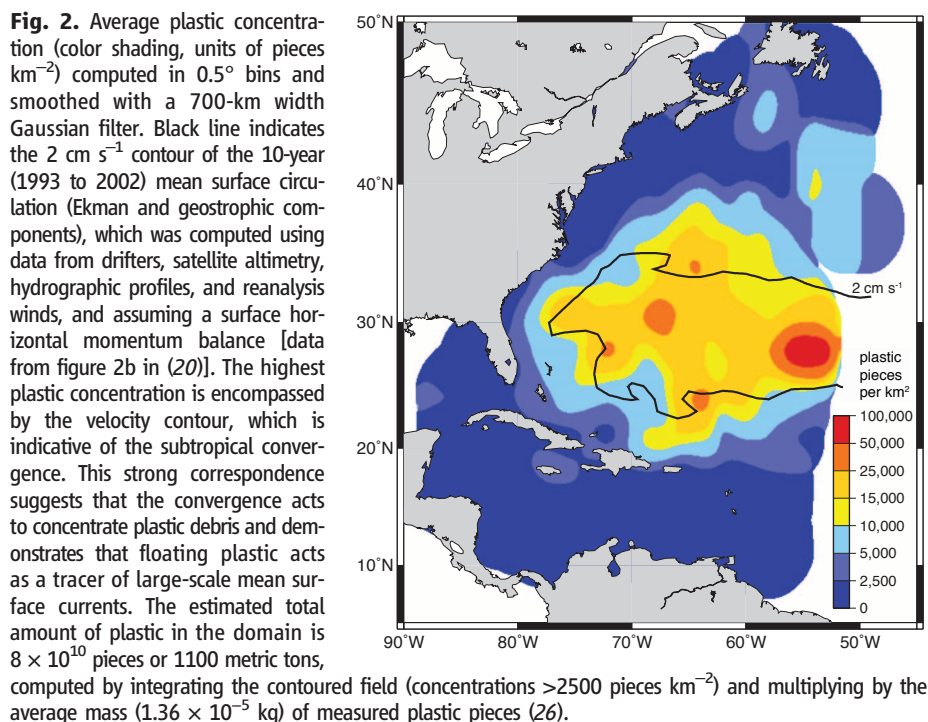 Fig. 2. Average plastic concentra-
tion (color shading, units of pieces
km⁻²) computed in 0.5° bins and
smoothed with a 700-km width
Gaussian filter. Black line indicates
the 2 cm s⁻¹ contour of the 10-year
(1993 to 2002) mean surface circu-
lation (Ekman and geostrophic com-
ponents), which was computed using
data from drifters, satellite altimetry,
hydrographic profiles, and reanalysis
winds, and assuming a surface hor-
izontal momentum balance [data
from figure 2b in (20)]. The highest
plastic concentration is encompassed
by the velocity contour, which is
indicative of the subtropical conver-
gence. This strong correspondence
suggests that the convergence acts
to concentrate plastic debris and dem-
onstrates that floating plastic acts
as a tracer of large-scale mean sur-
face currents. The estimated total
amount of plastic in the domain is
8 × 10¹⁰ pieces or 1100 metric tons,
computed by integrating the contoured field (concentrations >2500 pieces km⁻²) and multiplying by the
average mass (1.36 × 10⁻⁵ kg) of measured plastic pieces (26).
50°N
40°N
30°N
20°N
10°N
90°W 80°W 70°W 60°W 50°W
2 cm s⁻¹
plastic
pieces
per km²
100,000
50,000
25,000
15,000
10,000
5,000
2,500
0